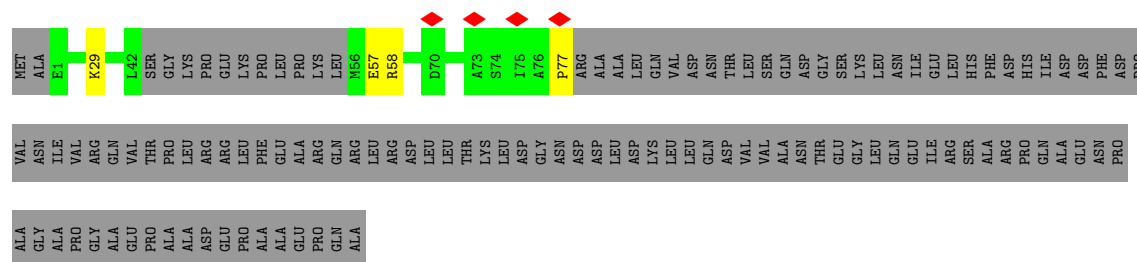 MET ALA E1 K29 L42 SER GLY LYS PRO GLU LYS PRO LEU PRO LYS LEU M56 E57 R58 D70 A73 S74 I75 A76 P77 ARG ALA ALA LEU GLN VAL ASP ASN THR LEU SER GLN ASP GLY SER LYS LEU ASN ILE GLU LEU HIS PHE ASP HIS ILE ASP ASP PHE ASP PRO
VAL ASN ILE VAL ARG GLN VAL THR PRO LEU ARG ARG LEU PHE GLU ALA ARG GLN ARG LEU ARG ASP LEU LEU THR LYS LEU ASP GLY ASN ASP ASP LEU ASP LYS LEU LEU GLN ASP VAL VAL ALA ASN THR GLU GLY LEU GLN GLU ILE ARG SER ALA ARG PRO GLN ALA GLU ASN PRO
ALA GLY ALA PRO GLY ALA GLU PRO ALA ALA ASP GLU PRO ALA ALA GLU PRO GLN ALA